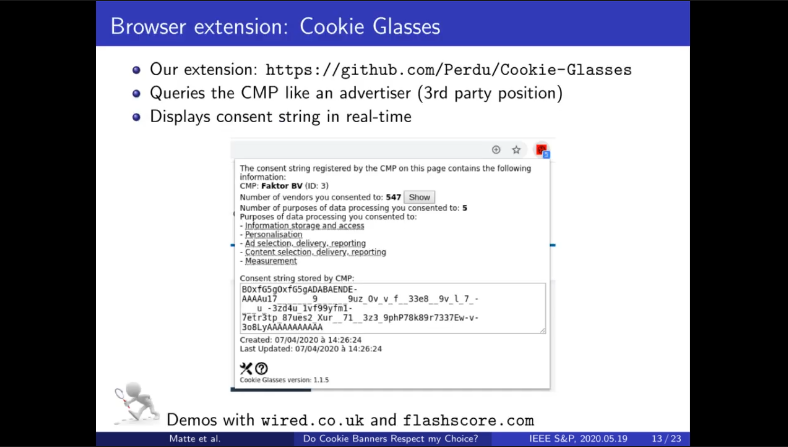 Browser extension: Cookie Glasses
Our extension: https://github.com/Perdu/Cookie-Glasses
Queries the CMP like an advertiser (3rd party position)
Displays consent string in real-time
The consent string registered by the CMP on this page contains the following
information:
CMP: Faktor BV (ID: 3)
Number of vendors you consented to: 547 Show
Number of purposes of data processing you consented to: 5
Purposes of data processing you consented to:
- Information storage and access
- Personalisation
- Ad selection, delivery, reporting
- Content selection, delivery, reporting
- Measurement
Consent string stored by CMP:
BOxfG5gOxfG5gADABAENDE-
Created: 07/04/2020 à 14:26:24
Last Updated: 07/04/2020 à 14:26:24
Cookie Glasses version: 1.1.5
Demos with wired.co.uk and flashscore.com
Matte et al. Do Cookie Banners Respect my Choice? IEEE S&P, 2020.05.19 13 / 23